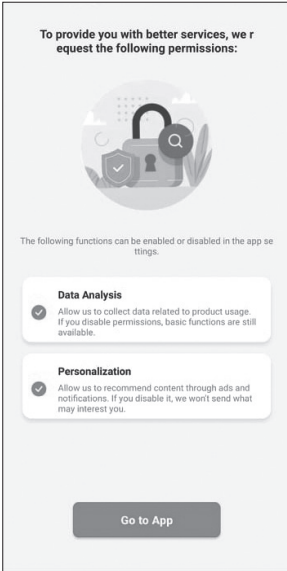 To provide you with better services, we r
equest the following permissions:
The following functions can be enabled or disabled in the app se
ttings.
Data Analysis
Allow us to collect data related to product usage.
If you disable permissions, basic functions are still
available.
Personalization
Allow us to recommend content through ads and
notifications. If you disable it, we won't send what
may interest you.
Go to App